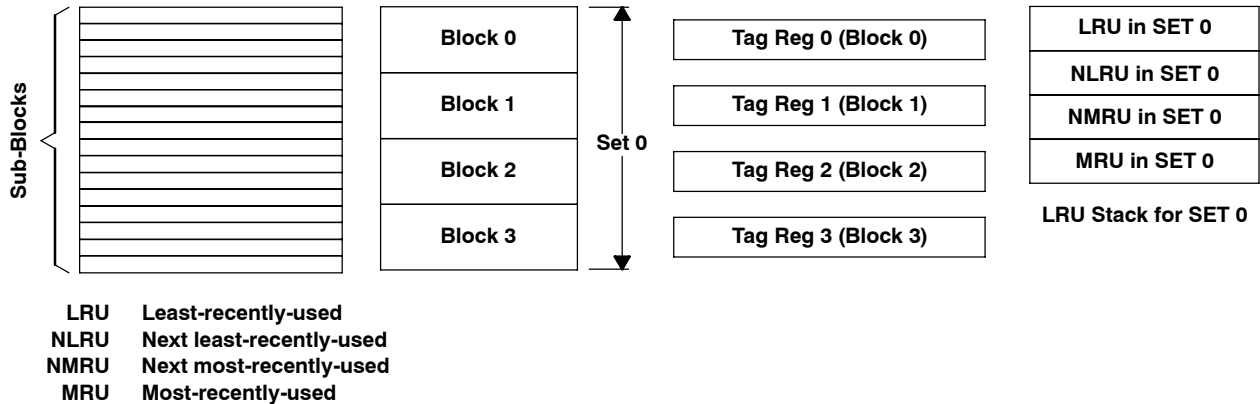 Sub-Blocks
Block 0
Block 1
Block 2
Block 3
Set 0
Tag Reg 0 (Block 0)
Tag Reg 1 (Block 1)
Tag Reg 2 (Block 2)
Tag Reg 3 (Block 3)
LRU in SET 0
NLRU in SET 0
NMRU in SET 0
MRU in SET 0
LRU Stack for SET 0
LRU Least-recently-used
NLRU Next least-recently-used
NMRU Next most-recently-used
MRU Most-recently-used